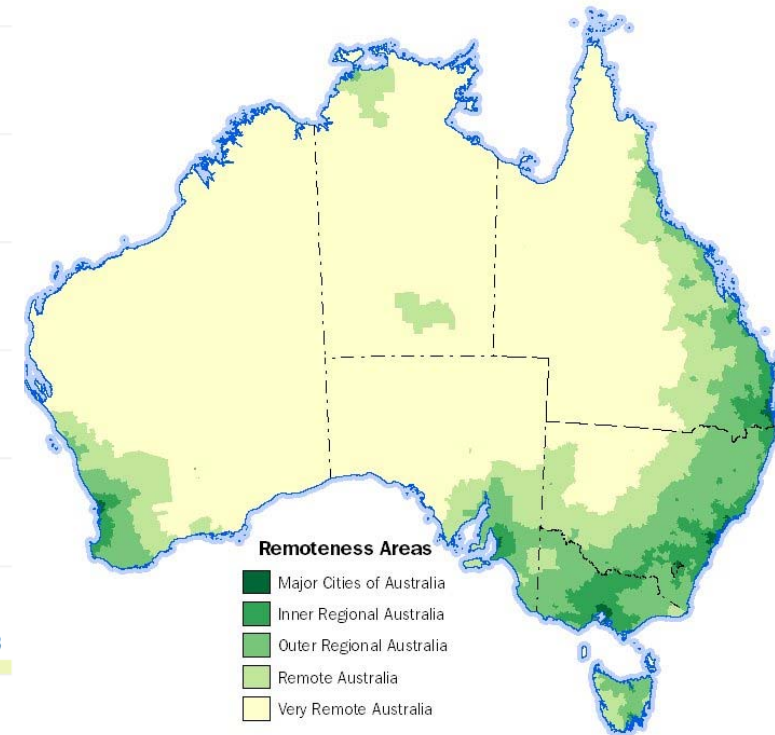 Remoteness Areas
Major Cities of Australia
Inner Regional Australia
Outer Regional Australia
Remote Australia
Very Remote Australia